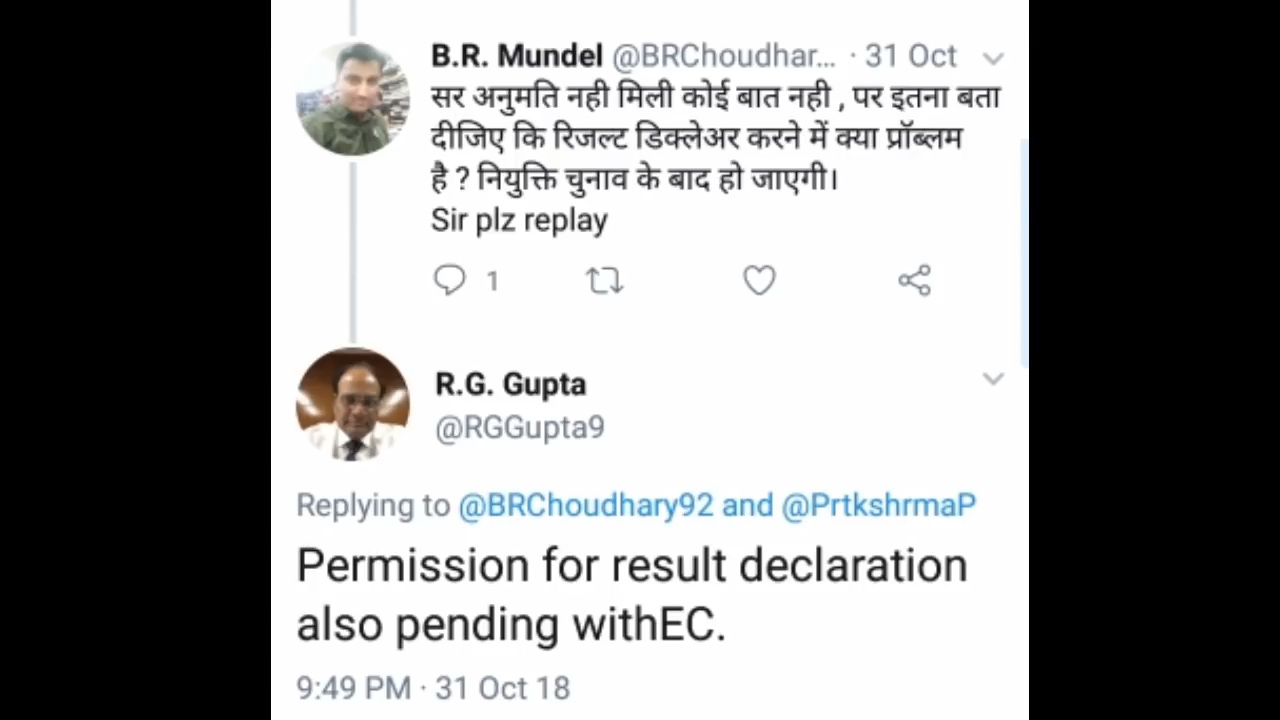 B.R. Mundel @BRChoudhar... · 31 Oct
सर अनुमति नही मिली कोई बात नही , पर इतना बता
दीजिए कि रिजल्ट डिक्लेअर करने में क्या प्रॉब्लम
है ? नियुक्ति चुनाव के बाद हो जाएगी।
Sir plz replay
1
R.G. Gupta
@RGGupta9
Replying to @BRChoudhary92 and @PrtkshrmaP
Permission for result declaration
also pending withEC.
9:49 PM · 31 Oct 18